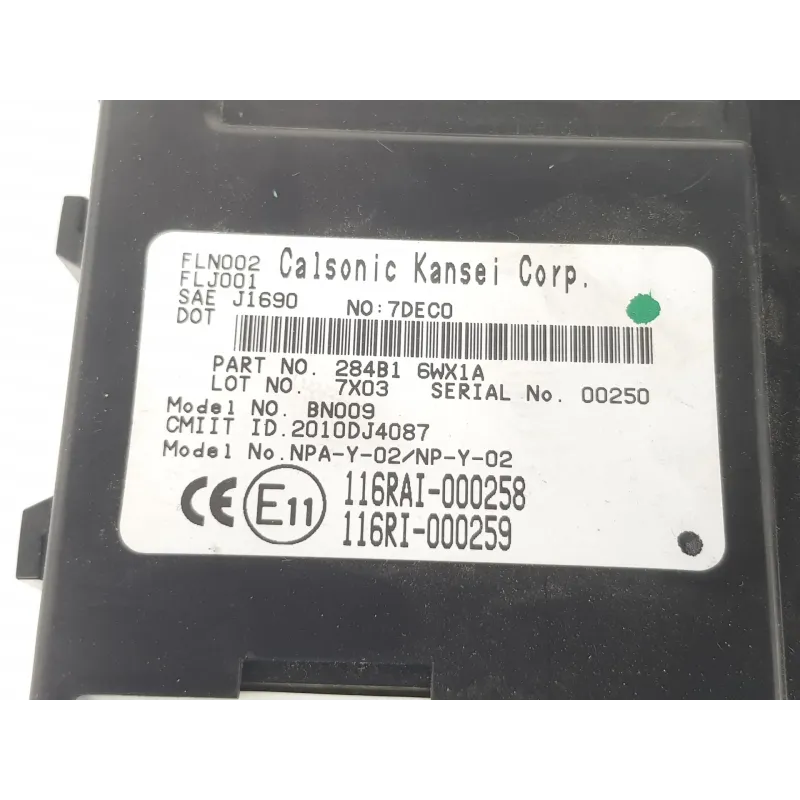 FLN002 Calsonic Kansei Corp.
FLJ001
SAE J1690 NO:7DEC0
DOT
PART NO. 284B1 6WX1A
LOT NO. 7X03 SERIAL No. 00250
Model NO. BN009
CMIIT ID.2010DJ4087
Model No.NPA-Y-02/NP-Y-02
CE E11 116RAI-000258
116RI-000259